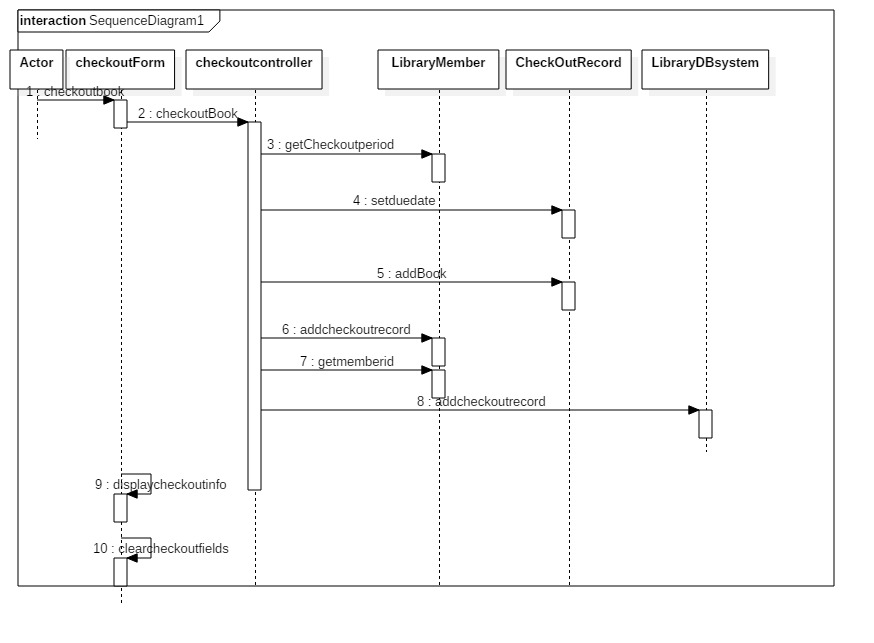 interaction SequenceDiagram1
Actor
checkoutForm
checkoutcontroller
LibraryMember
CheckOutRecord
LibraryDBsystem
1 : checkoutbook
2 : checkoutBook
3 : getCheckoutperiod
4 : setduedate
5 : addBook
6 : addcheckoutrecord
7 : getmemberid
8 : addcheckoutrecord
9 : displaycheckoutinfo
10 : clearcheckoutfields